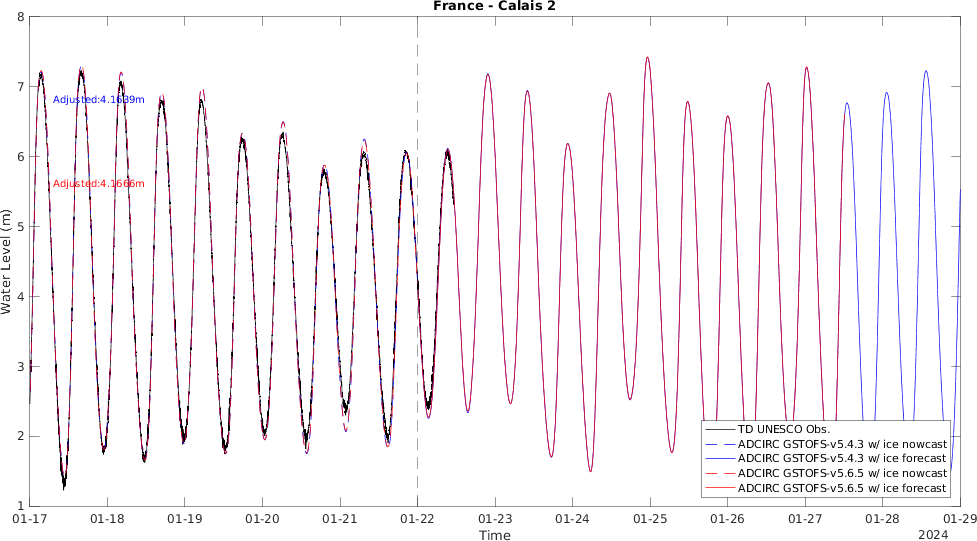 France - Calais 2
8
7
6
5
4
3
2
1
Water Level (m)
Adjusted:4.1639m
Adjusted:4.1666m
TD UNESCO Obs.
ADCIRC GSTOFS-v5.4.3 w/ ice nowcast
ADCIRC GSTOFS-v5.4.3 w/ ice forecast
ADCIRC GSTOFS-v5.6.5 w/ ice nowcast
ADCIRC GSTOFS-v5.6.5 w/ ice forecast
01-17 01-18 01-19 01-20 01-21 01-22 01-23 01-24 01-25 01-26 01-27 01-28 01-29
Time
2024